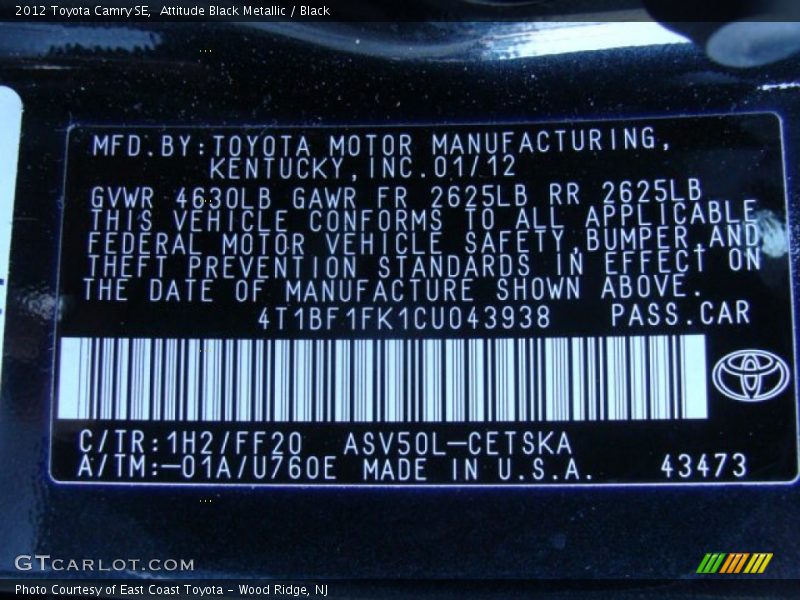 2012 Toyota Camry SE,  Attitude Black Metallic / Black
MFD.BY:TOYOTA MOTOR MANUFACTURING,
KENTUCKY,INC.01/12
GVWR 4630LB GAWR FR 2625LB RR 2625LB
THIS VEHICLE CONFORMS TO ALL APPLICABLE
FEDERAL MOTOR VEHICLE SAFETY,BUMPER,AND
THEFT PREVENTION STANDARDS IN EFFECT ON
THE DATE OF MANUFACTURE SHOWN ABOVE.
4T1BF1FK1CU043938 PASS.CAR
C/TR:1H2/FF20 ASV50L-CETSKA
A/TM:-01A/U760E MADE IN U.S.A. 43473
GTCARLOT.COM
Photo Courtesy of East Coast Toyota - Wood Ridge, NJ